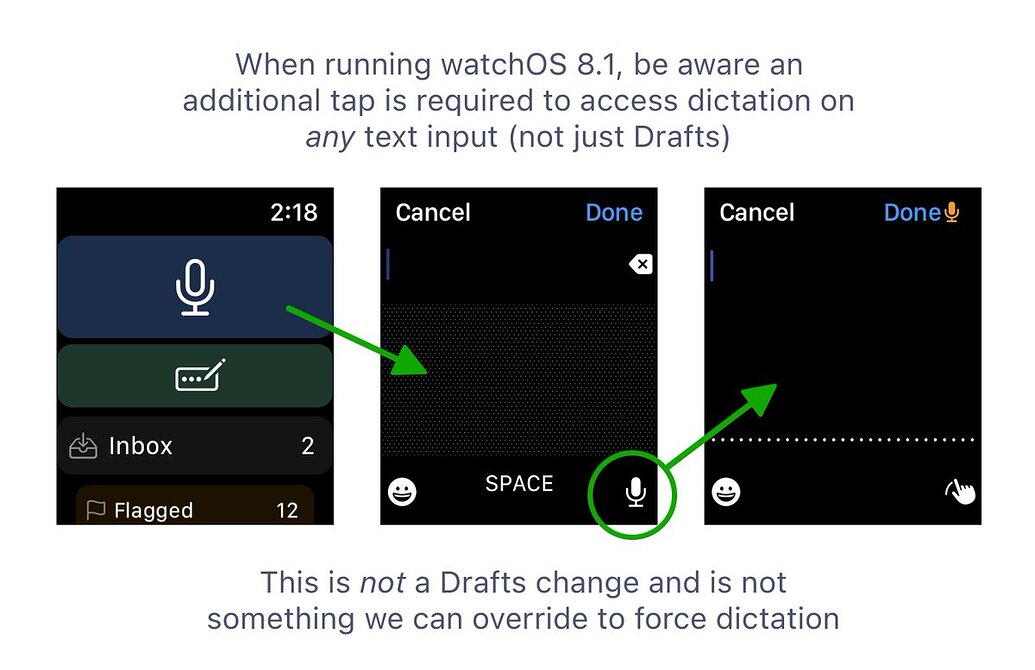 When running watchOS 8.1, be aware an
additional tap is required to access dictation on
any text input (not just Drafts)
2:18
Inbox 2
Flagged 12
Cancel Done
SPACE
Cancel Done
This is not a Drafts change and is not
something we can override to force dictation